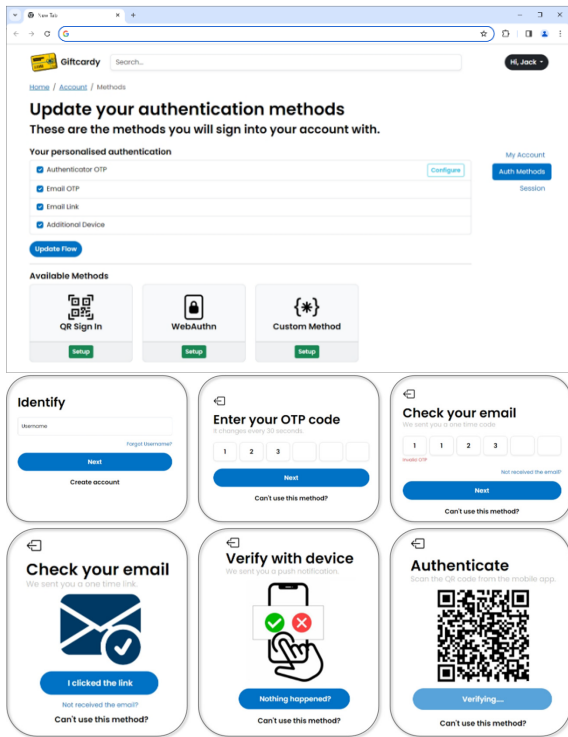 New Tab
Giftcardy
Search...
Hi, Jack
Home / Account / Methods
Update your authentication methods
These are the methods you will sign into your account with.
Your personalised authentication
My Account
Authenticator OTP
Configure
Auth Methods
Email OTP
Session
Email Link
Additional Device
Update Flow
Available Methods
QR Sign In
WebAuthn
Custom Method
Setup
Setup
Setup
Identify
Username
Forgot Username?
Next
Create account
Enter your OTP code
It changes every 30 seconds.
1 2 3
Next
Can't use this method?
Check your email
We sent you a one time code
1 1 2 3
Invalid OTP
Not received the email?
Next
Can't use this method?
Check your email
We sent you a one time link.
I clicked the link
Not received the email?
Can't use this method?
Verify with device
We sent you a push notification.
Nothing happened?
Can't use this method?
Authenticate
Scan the QR code from the mobile app
Verifying....
Can't use this method?